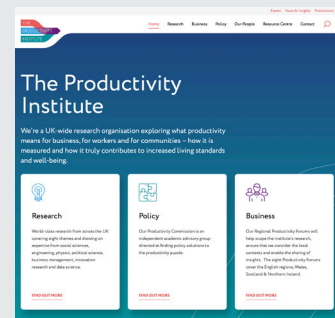 Events News & Insights Publications
THE
PRODUCTIVITY
INSTITUTE
Home Research Business Policy Our People Resource Centre Contact
The Productivity
Institute
We're a UK-wide research organisation exploring what productivity
means for business, for workers and for communities – how it is
measured and how it truly contributes to increased living standards
and well-being.
Research
World-class research from across the UK
covering eight themes and drawing on
expertise from social sciences,
engineering, physics, political science,
business management, innovation
research and data science.
FIND OUT MORE
Policy
Our Productivity Commission is an
independent academic advisory group
directed at finding policy solutions to
the productivity puzzle.
FIND OUT MORE
Business
Our Regional Productivity Forums will
help scope the institute's research,
ensure that we consider the local
contexts and enable the sharing of
insights. The eight Productivity Forums
cover the English regions, Wales,
Scotland & Northern Ireland.
FIND OUT MORE